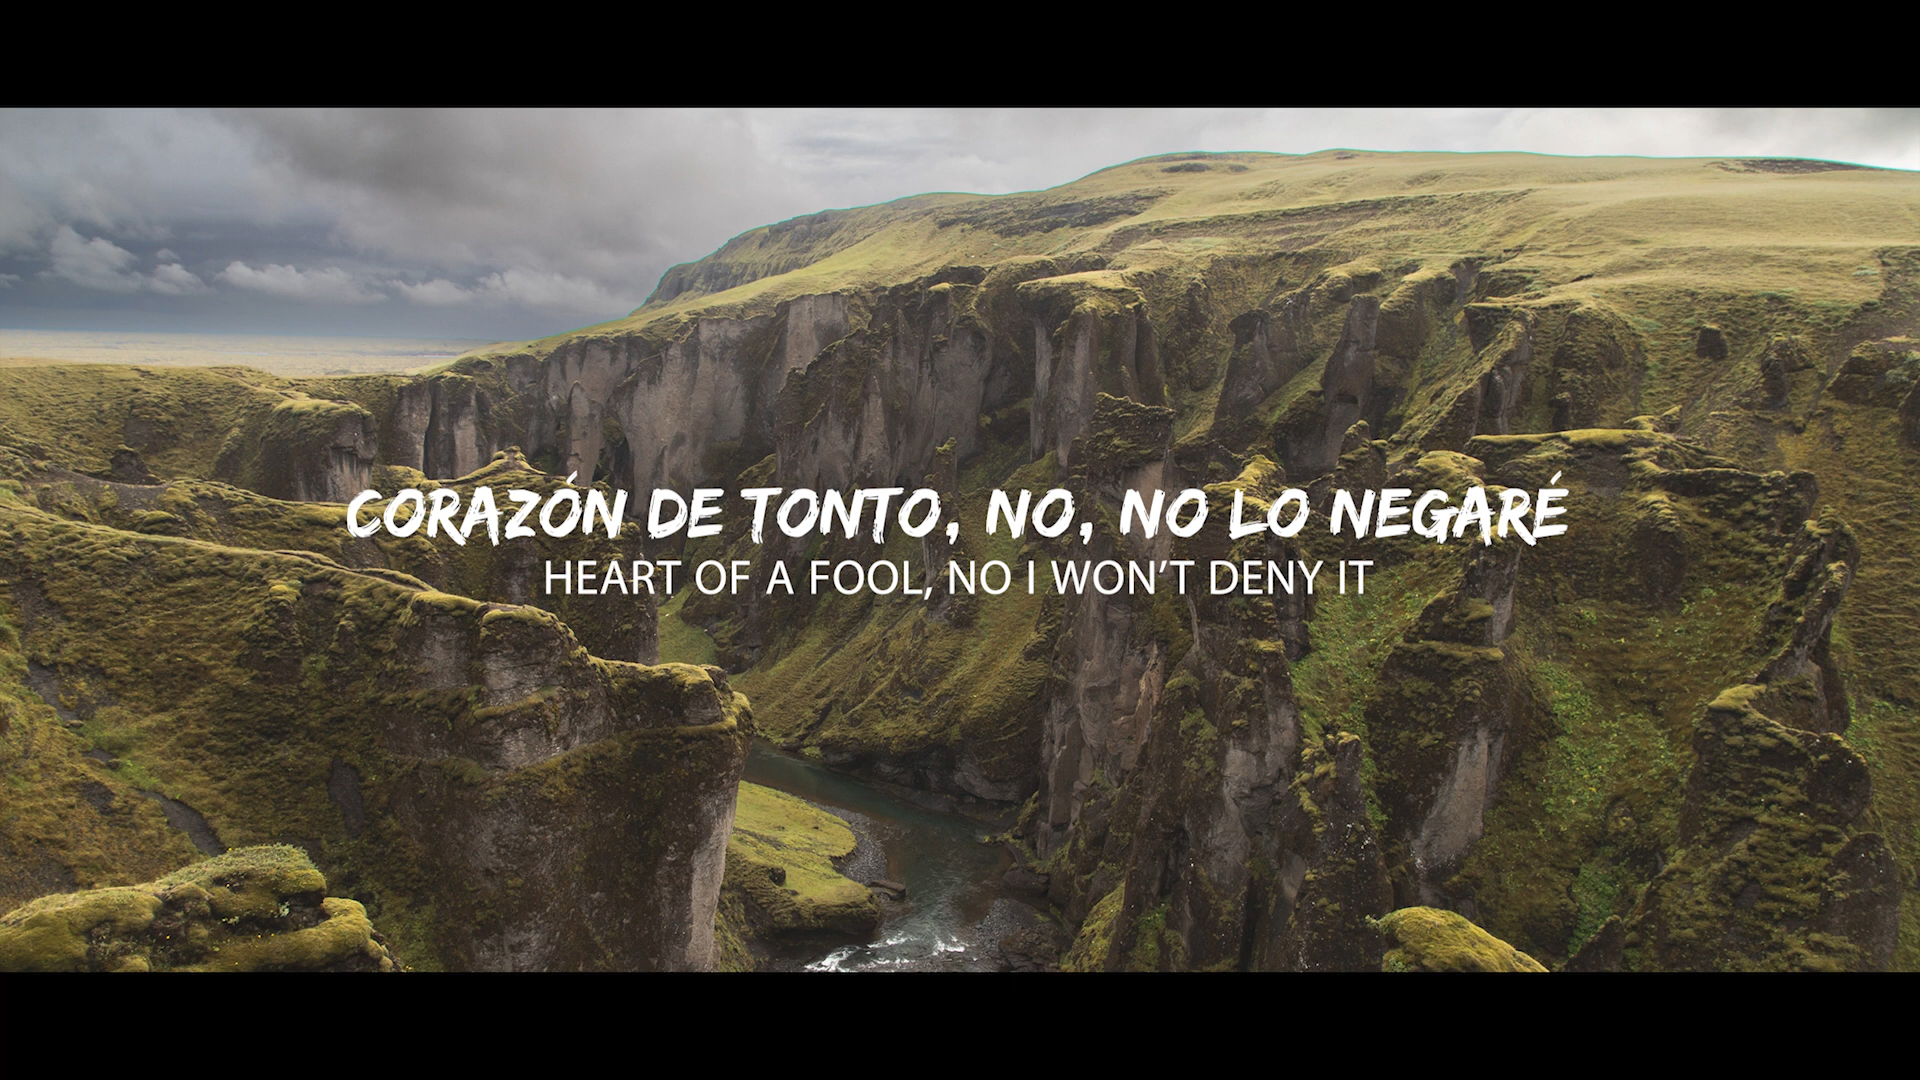 CORAZÓN DE TONTO, NO, NO LO NEGARÉ
HEART OF A FOOL, NO I WON'T DENY IT